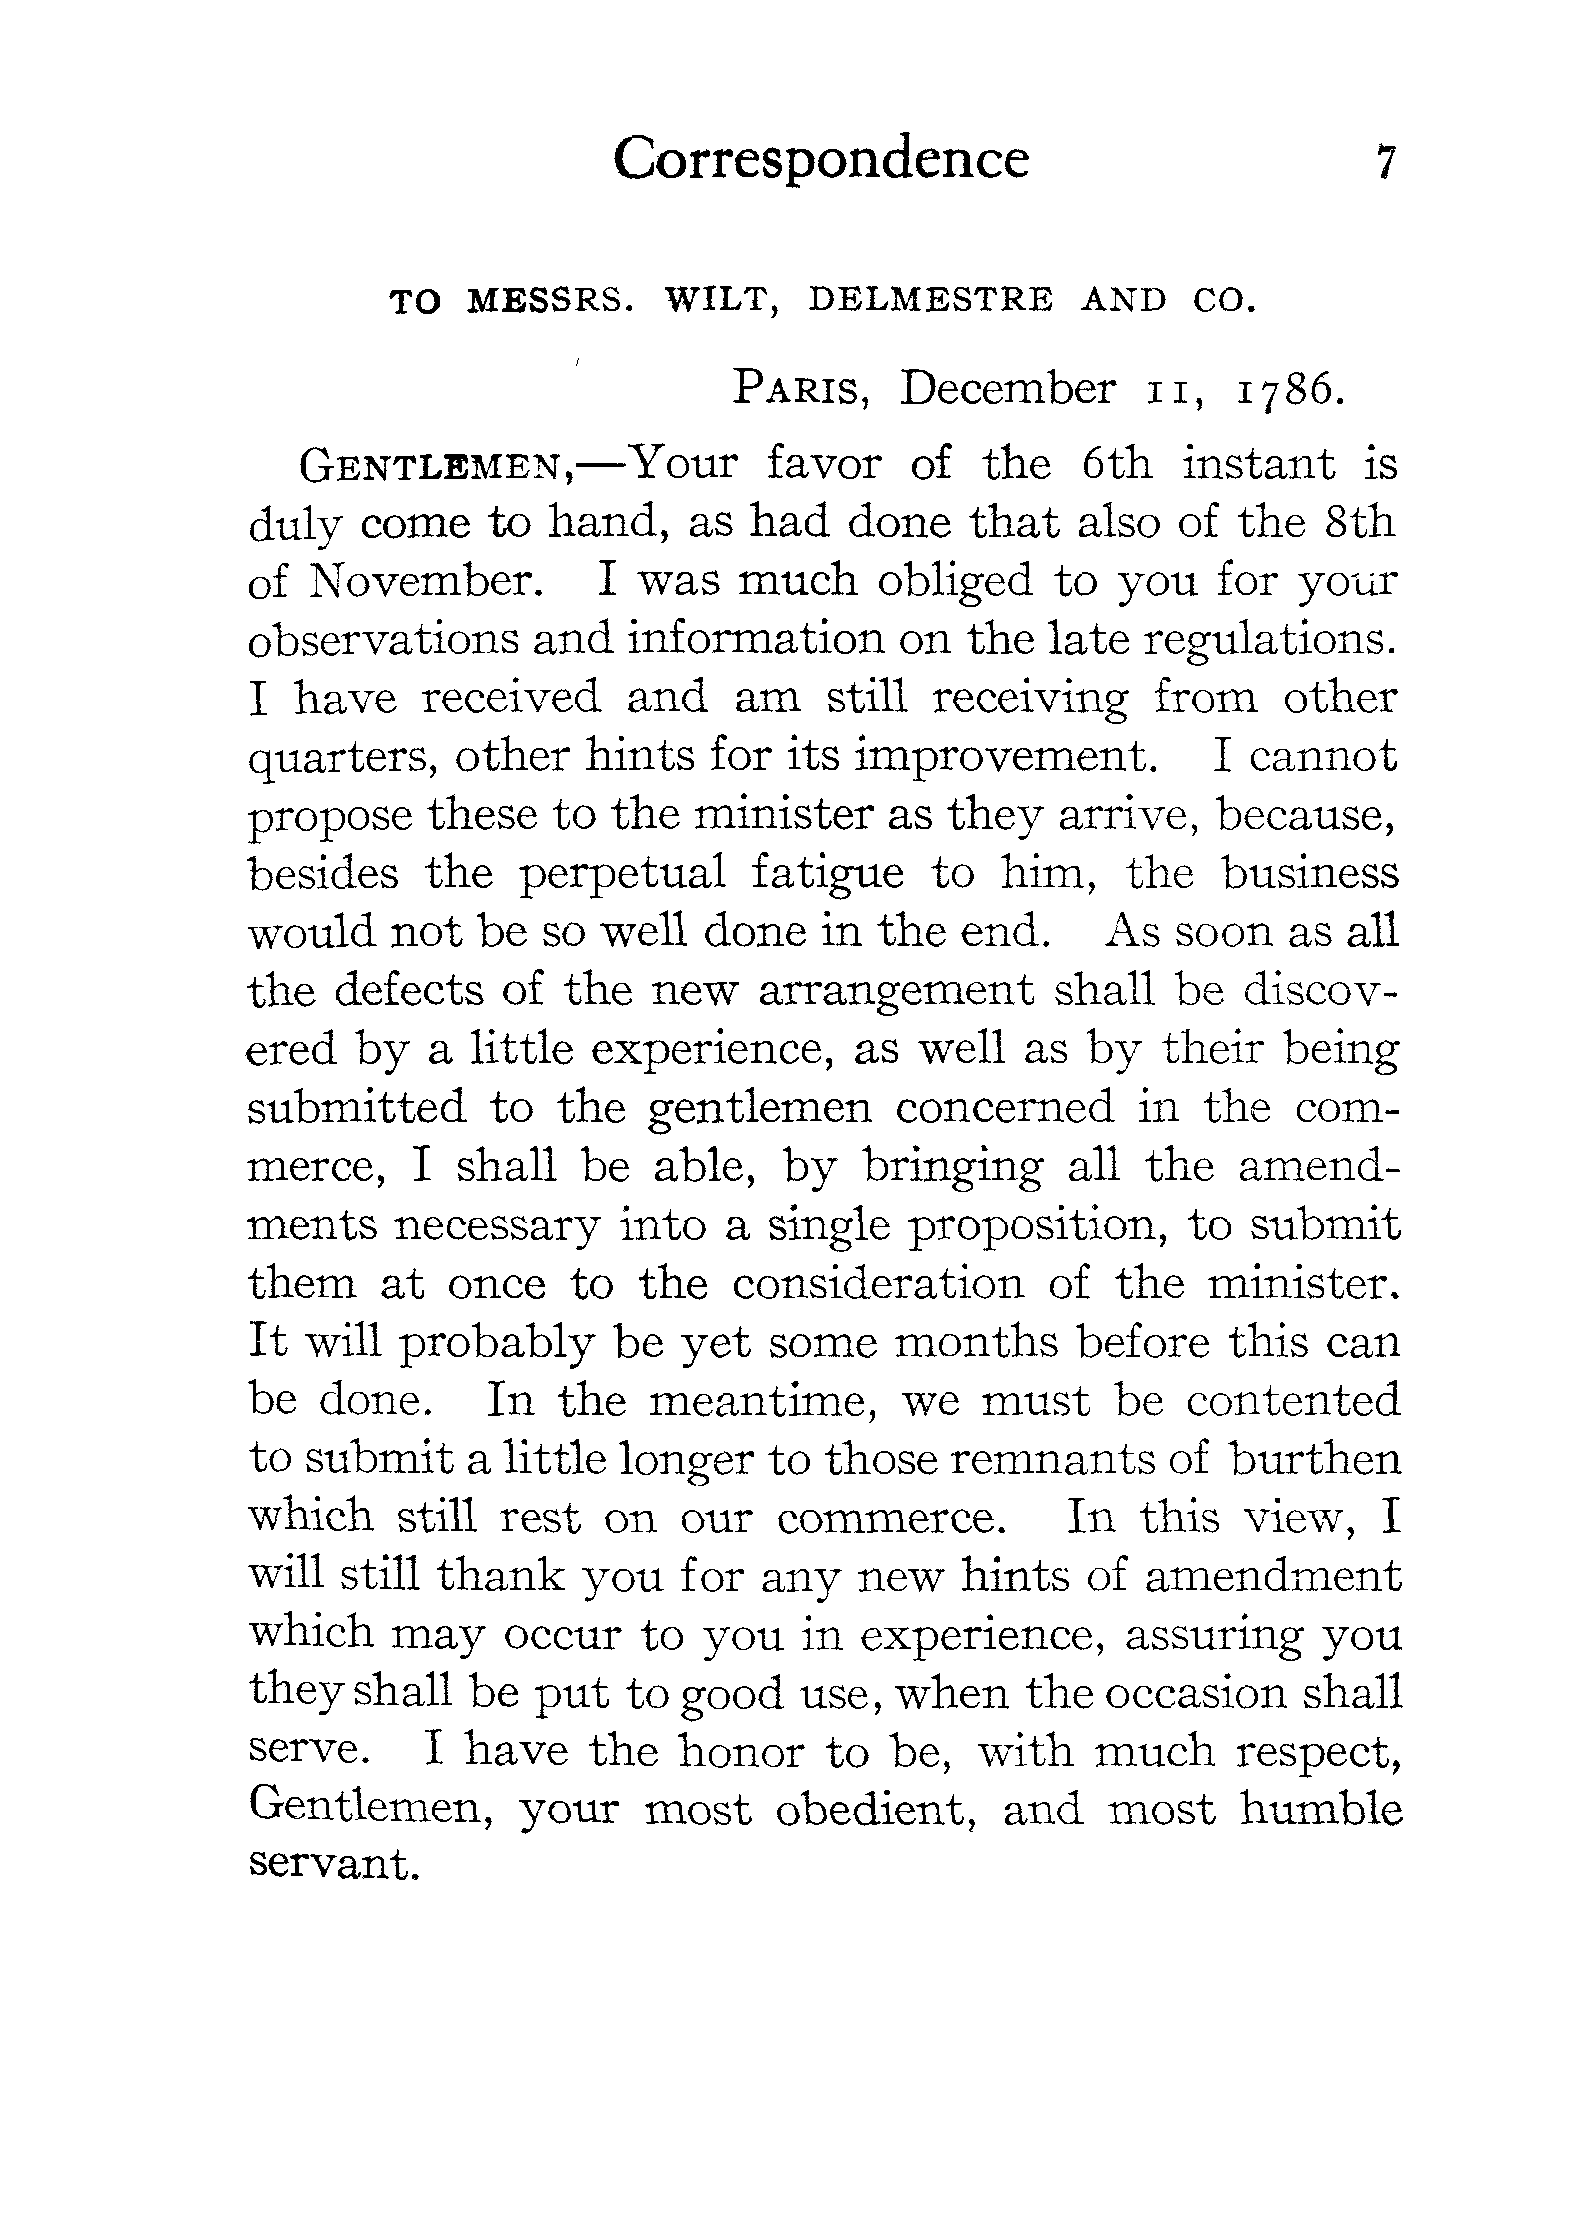 Correspondence 7
TO MESSRS. WILT, DELMESTRE AND CO.
PARIS, December 11, 1786.
GENTLEMEN,—Your favor of the 6th instant is
duly come to hand, as had done that also of the 8th
of November. I was much obliged to you for your
observations and information on the late regulations.
I have received and am still receiving from other
quarters, other hints for its improvement. I cannot
propose these to the minister as they arrive, because,
besides the perpetual fatigue to him, the business
would not be so well done in the end. As soon as all
the defects of the new arrangement shall be discov-
ered by a little experience, as well as by their being
submitted to the gentlemen concerned in the com-
merce, I shall be able, by bringing all the amend-
ments necessary into a single proposition, to submit
them at once to the consideration of the minister.
It will probably be yet some months before this can
be done. In the meantime, we must be contented
to submit a little longer to those remnants of burthen
which still rest on our commerce. In this view, I
will still thank you for any new hints of amendment
which may occur to you in experience, assuring you
they shall be put to good use, when the occasion shall
serve. I have the honor to be, with much respect,
Gentlemen, your most obedient, and most humble
servant.